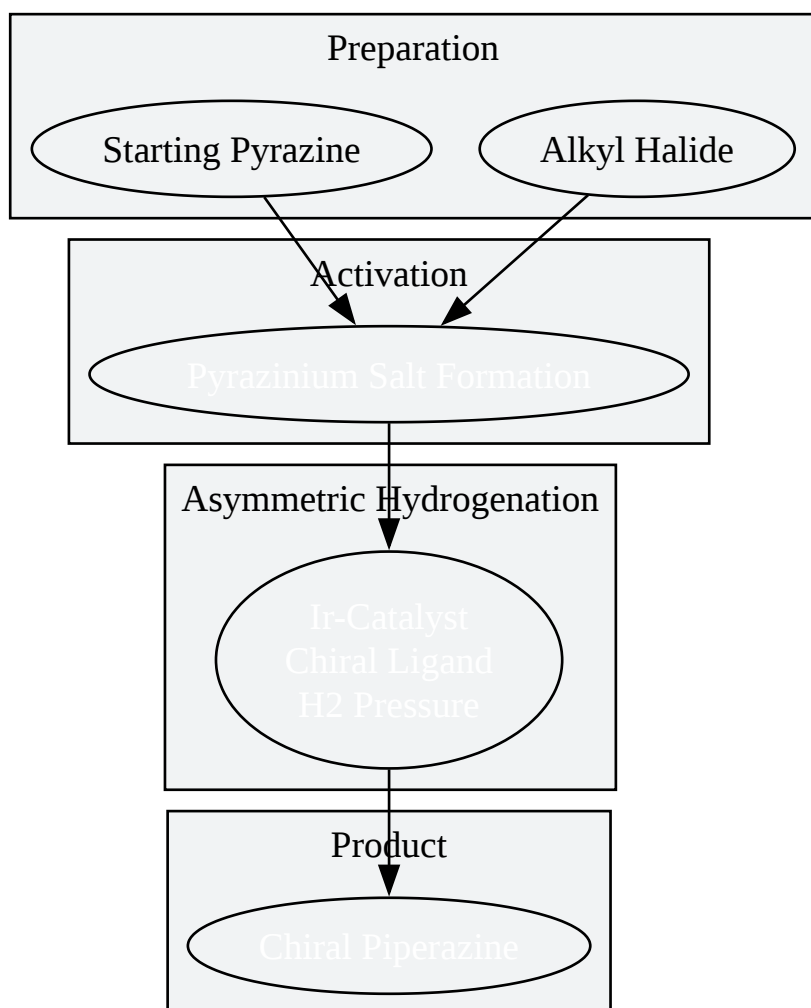 Preparation
Starting Pyrazine
Alkyl Halide
Activation
Pyrazinium Salt Formation
Asymmetric Hydrogenation
Ir-Catalyst
Chiral Ligand
H2 Pressure
Product
Chiral Piperazine